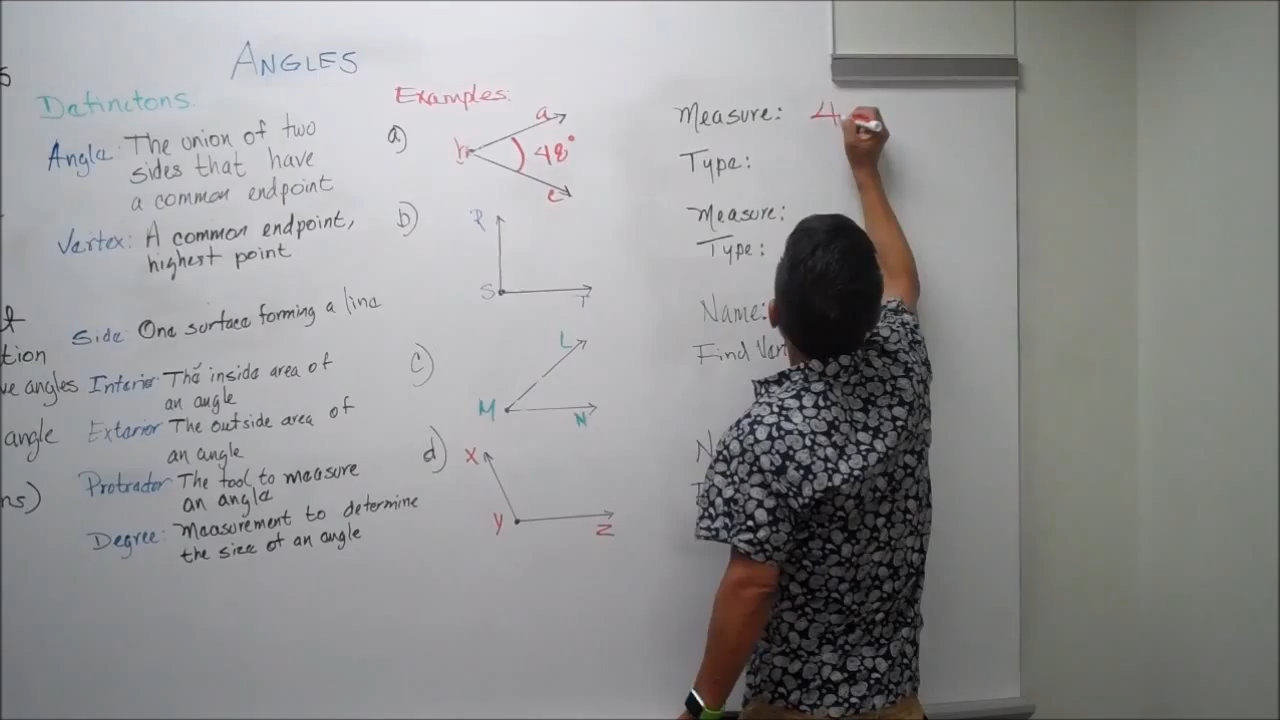 ANGLES
Definctons.
Angle: The union of two
sides that have
a common endpoint
Vertex: A common endpoint,
highest point
Side: One surface forming a line
tion
ve angles
Interior: The inside area of
an angle
angle
Exterior The outside area of
an angle
ns)
Protractor The tool to measure
an angle
Degree: Measurement to determine
the size of an angle
Examples:
a)
a
b
48°
c
b)
R
S
T
c)
L
M
N
d)
X
Y
Z
Measure: 4
Type:
Measure:
Type:
Name:
Find Ver